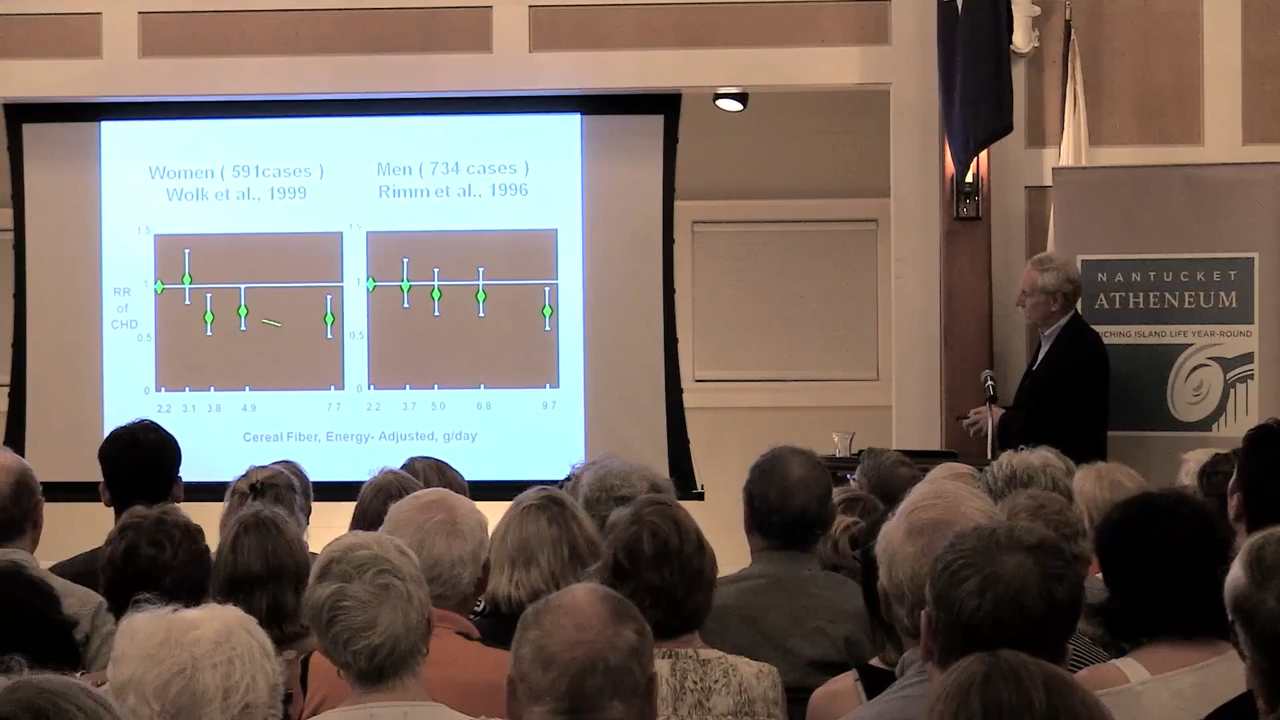 Women ( 591cases )
Wolk et al., 1999
Men ( 734 cases )
Rimm et al., 1996
1.5
1
0.5
0
RR
of
CHD
2.2 3.1 3.8 4.9 7.7
1.5
1
0.5
0
2.2 3.7 5.0 6.8 9.7
Cereal Fiber, Energy- Adjusted, g/day
NANTUCKET
ATHENEUM
ISLAND LIFE YEAR-ROUND